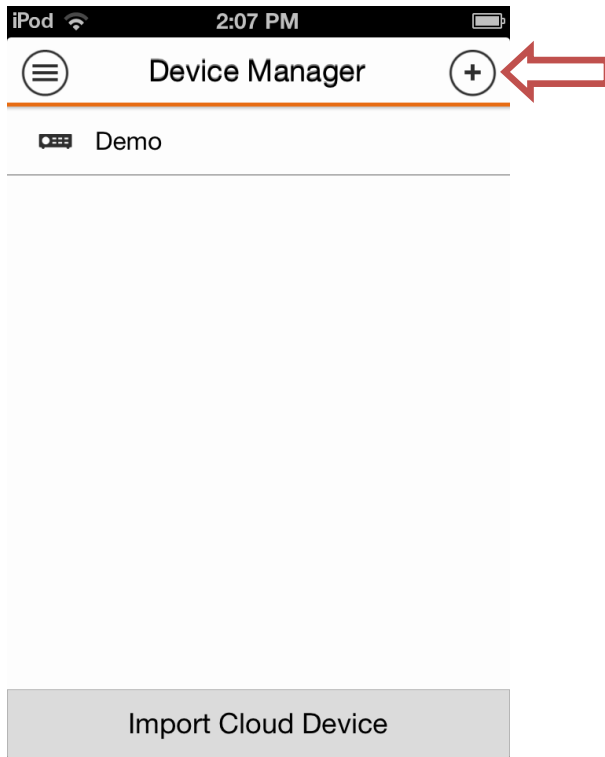 iPod 2:07 PM
Device Manager +
Demo
Import Cloud Device